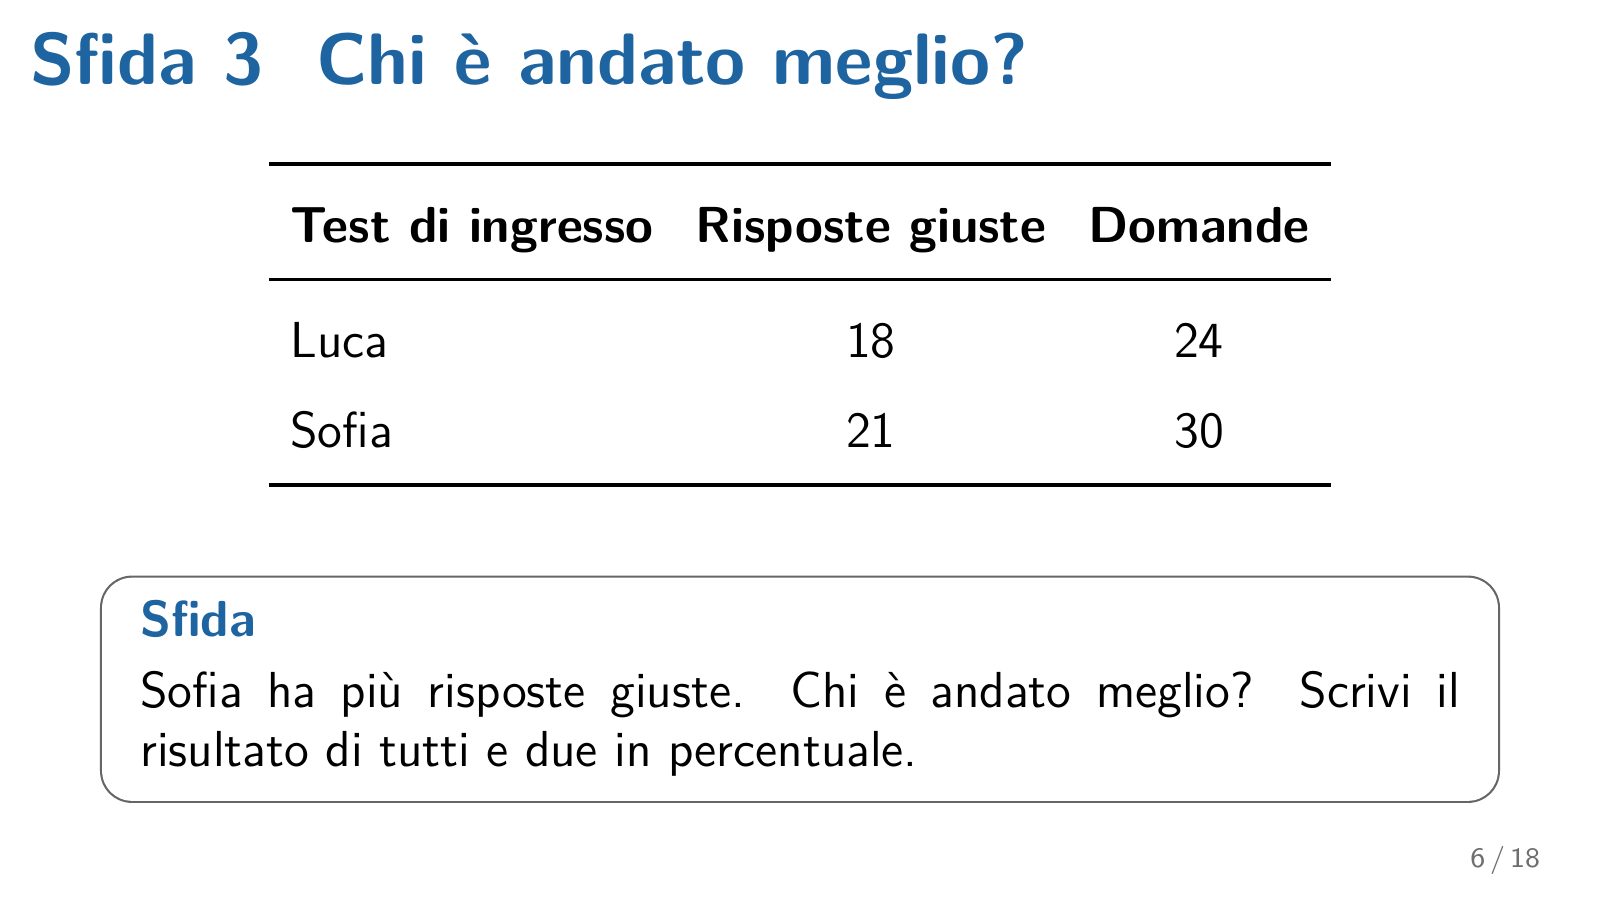 Sfida 3 Chi è andato meglio?
Test di ingresso Risposte giuste Domande
Luca 18 24
Sofia 21 30
Sfida
Sofia ha più risposte giuste. Chi è andato meglio? Scrivi il
risultato di tutti e due in percentuale.
6 / 18